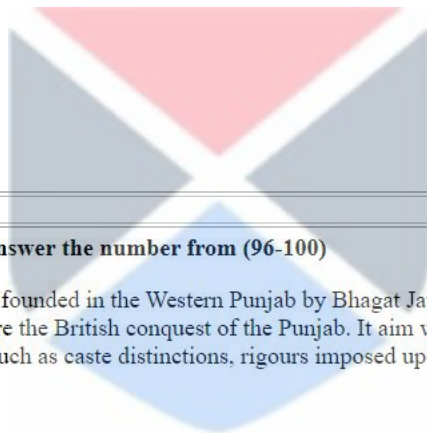 nswer the number from (96-100)
founded in the Western Punjab by Bhagat Ja
e the British conquest of the Punjab. It aim
uch as caste distinctions, rigours imposed up